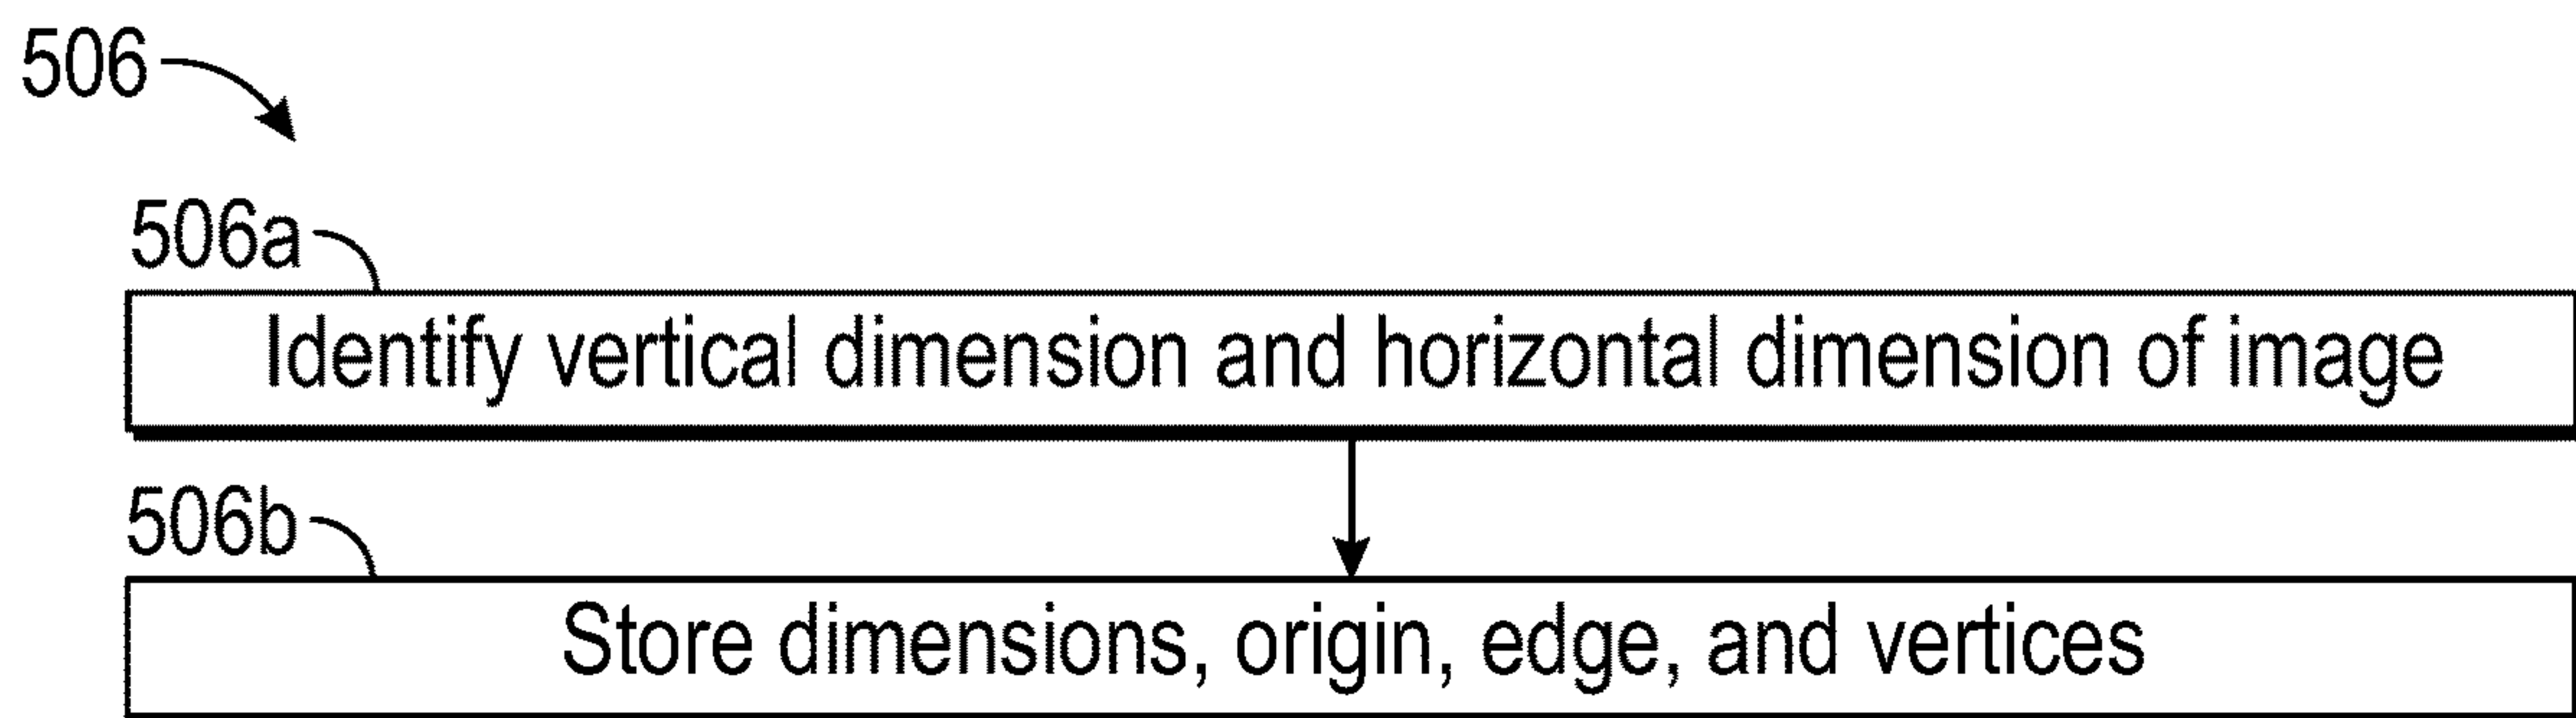 506
506a
Identify vertical dimension and horizontal dimension of image
506b
Store dimensions, origin, edge, and vertices